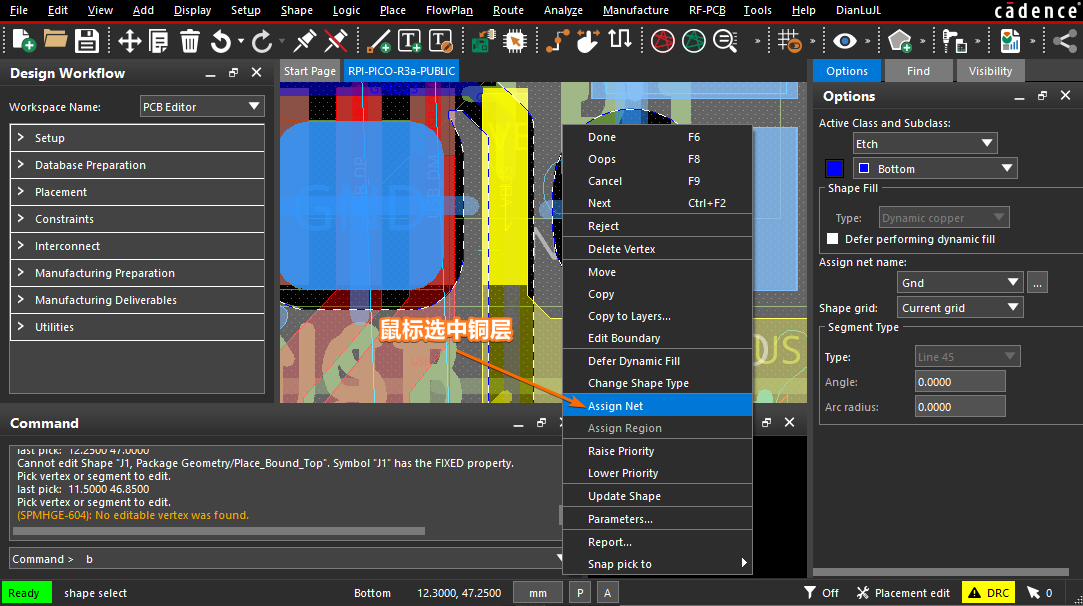 File Edit View Add Display Setup Shape Logic Place FlowPlan Route Analyze Manufacture RF-PCB Tools Help DianLuJL
cādence
Design Workflow
Start Page
RPI-PICO-R3a-PUBLIC
Options
Find
Visibility
Workspace Name:
PCB Editor
Setup
Database Preparation
Placement
Constraints
Interconnect
Manufacturing Preparation
Manufacturing Deliverables
Utilities
GND
鼠标选中铜层
Done F6
Oops F8
Cancel F9
Next Ctrl+F2
Reject
Delete Vertex
Move
Copy
Copy to Layers...
Edit Boundary
Defer Dynamic Fill
Change Shape Type
Assign Net
Assign Region
Raise Priority
Lower Priority
Update Shape
Parameters...
Report...
Snap pick to
Options
Active Class and Subclass:
Etch
Bottom
Shape Fill
Type:
Dynamic copper
Defer performing dynamic fill
Assign net name:
Gnd
...
Shape grid:
Current grid
Segment Type
Type:
Line 45
Angle:
0.0000
Arc radius:
0.0000
Command
last pick: 12.2500 47.0000
Cannot edit Shape "J1, Package Geometry/Place_Bound_Top". Symbol "J1" has the FIXED property.
Pick vertex or segment to edit.
last pick: 11.5000 46.8500
Pick vertex or segment to edit.
(SPMHGE-604): No editable vertex was found.
Command > b
Ready
shape select
Bottom
12.3000, 47.2500
mm
P
A
Off
Placement edit
DRC
0